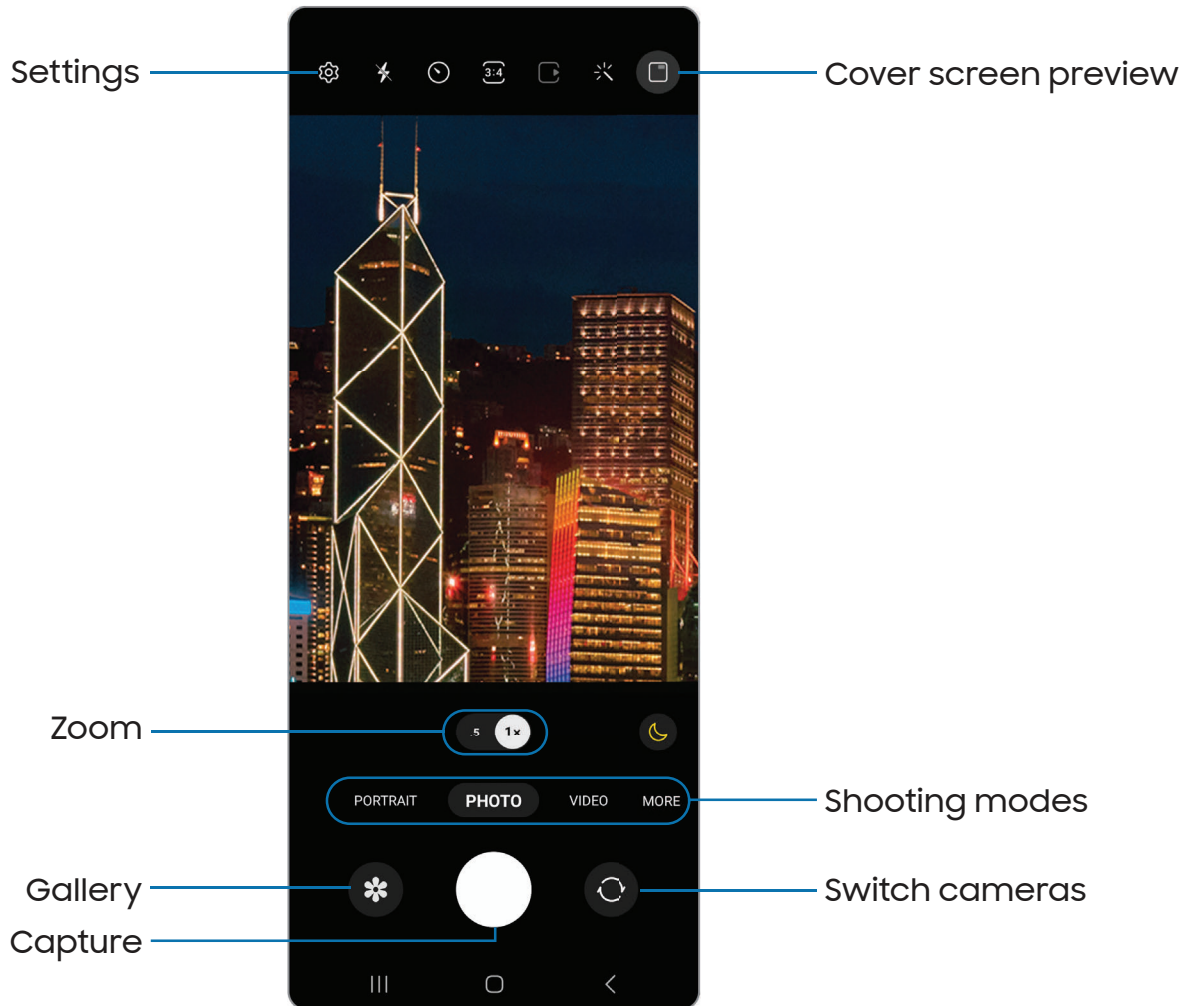 Settings
3:4
Cover screen preview
Zoom
.5 1x
PORTRAIT PHOTO VIDEO MORE
Shooting modes
Gallery
Switch cameras
Capture